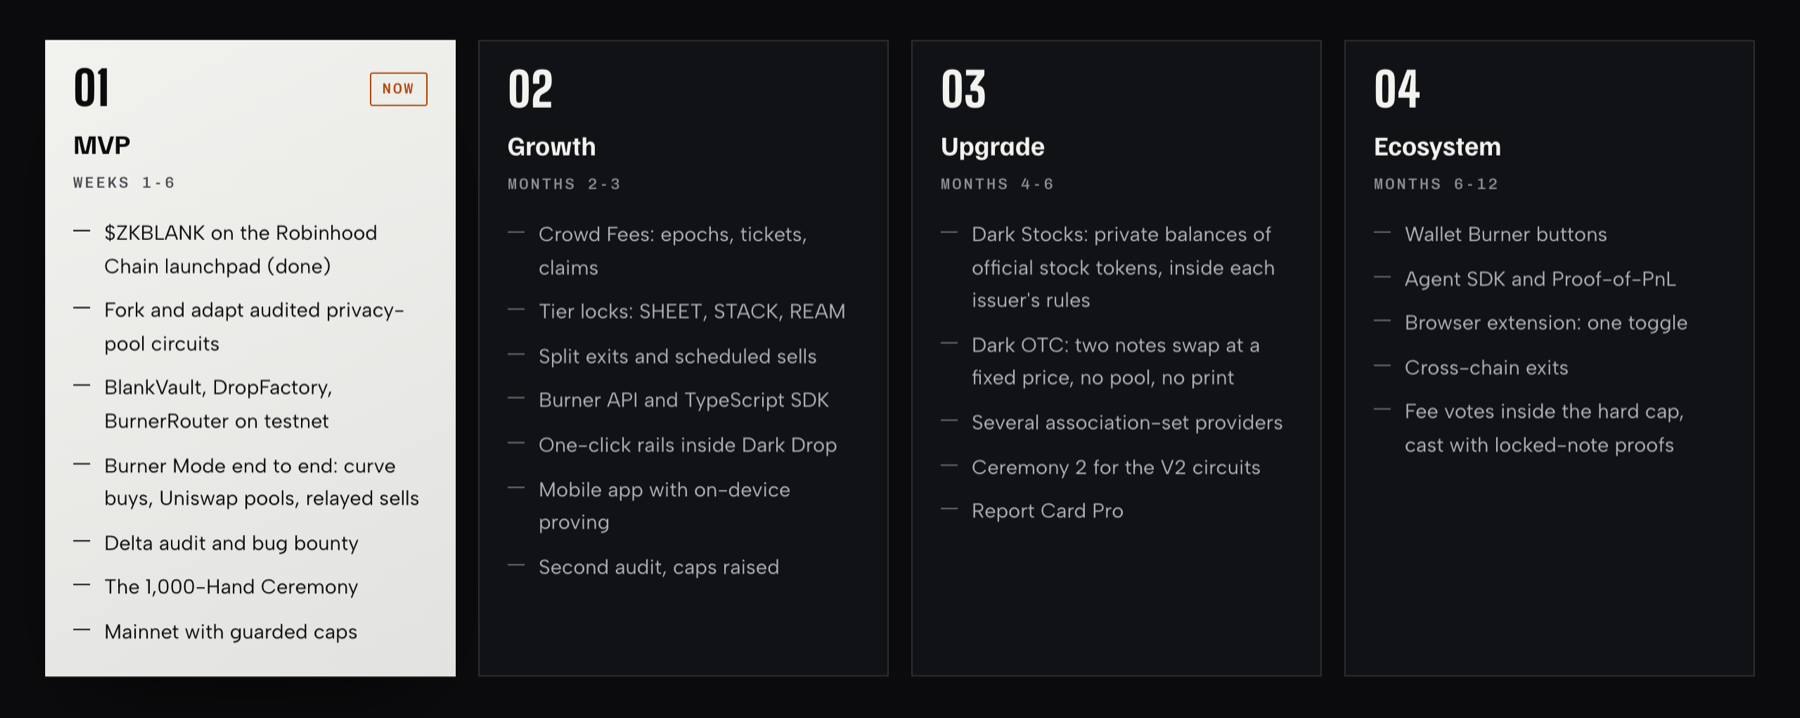 01
NOW
MVP
WEEKS 1-6
— $ZKBLANK on the Robinhood
Chain launchpad (done)
— Fork and adapt audited privacy-
pool circuits
— BlankVault, DropFactory,
BurnerRouter on testnet
— Burner Mode end to end: curve
buys, Uniswap pools, relayed sells
— Delta audit and bug bounty
— The 1,000-Hand Ceremony
— Mainnet with guarded caps
02
Growth
MONTHS 2-3
— Crowd Fees: epochs, tickets,
claims
— Tier locks: SHEET, STACK, REAM
— Split exits and scheduled sells
— Burner API and TypeScript SDK
— One-click rails inside Dark Drop
— Mobile app with on-device
proving
— Second audit, caps raised
03
Upgrade
MONTHS 4-6
— Dark Stocks: private balances of
official stock tokens, inside each
issuer's rules
— Dark OTC: two notes swap at a
fixed price, no pool, no print
— Several association-set providers
— Ceremony 2 for the V2 circuits
— Report Card Pro
04
Ecosystem
MONTHS 6-12
— Wallet Burner buttons
— Agent SDK and Proof-of-PnL
— Browser extension: one toggle
— Cross-chain exits
— Fee votes inside the hard cap,
cast with locked-note proofs